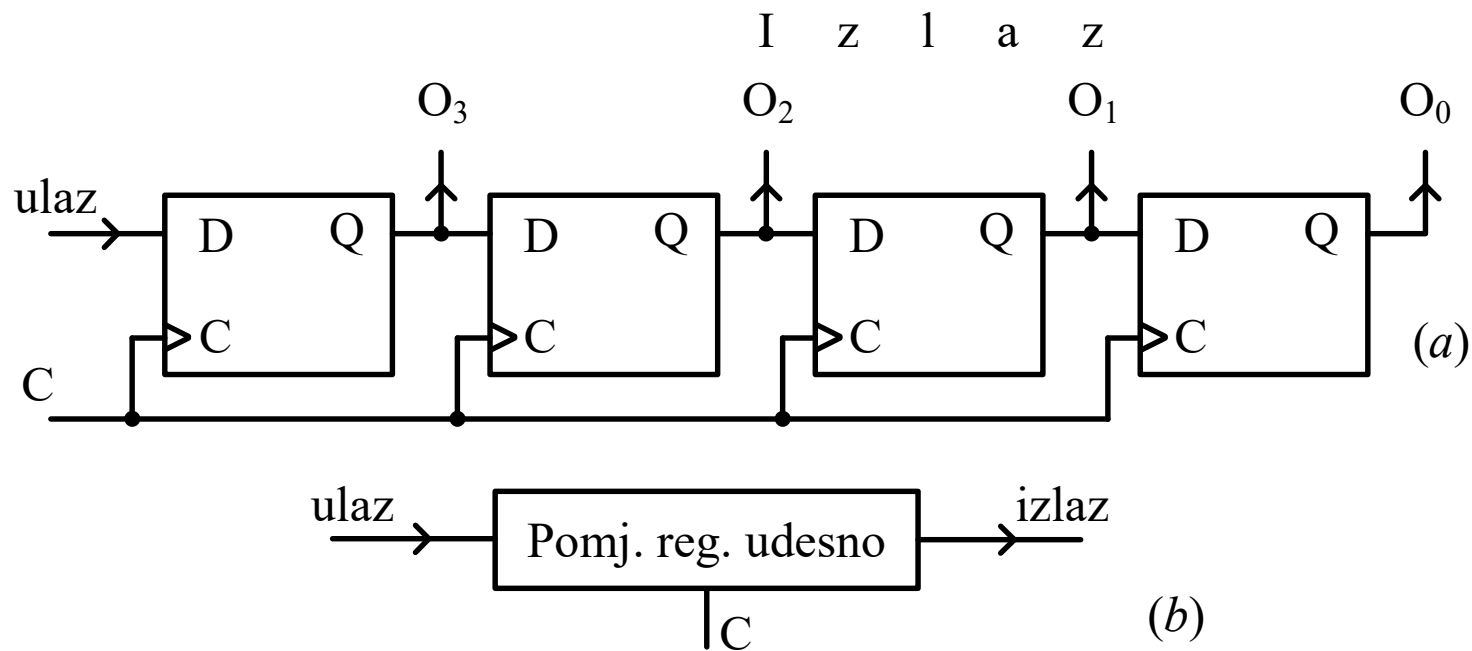 I z l a z
O₃ O₂ O₁ O₀
ulaz
D Q D Q D Q D Q
C C C C
(a)
C
ulaz Pomj. reg. udesno izlaz
C
(b)